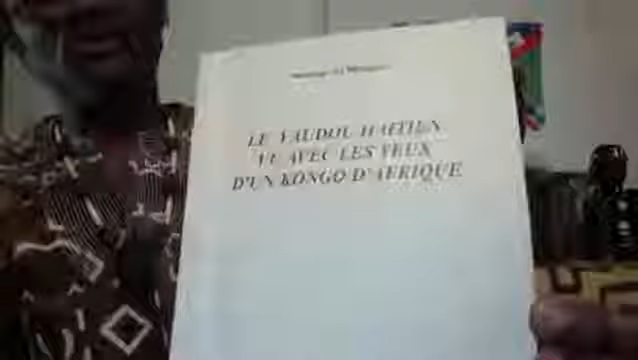 LE VAUDOU HAITIEN
VU AVEC LES YEUX
D'UN KONGO D'AFRIQUE